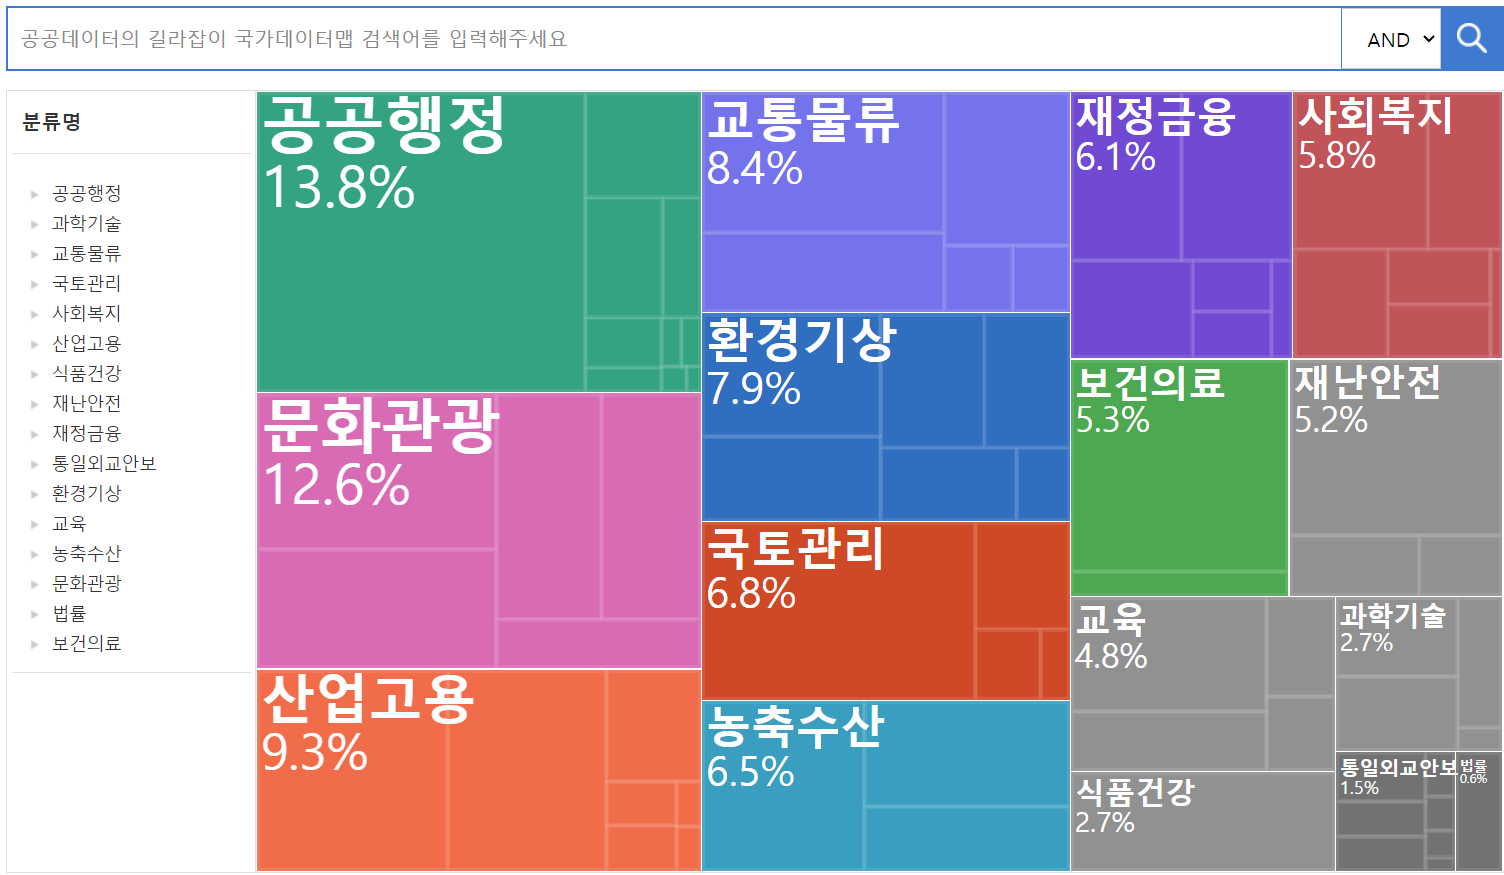 공공데이터의 길라잡이 국가데이터맵 검색어를 입력해주세요
AND
분류명
공공행정
과학기술
교통물류
국토관리
사회복지
산업고용
식품건강
재난안전
재정금융
통일외교안보
환경기상
교육
농축수산
문화관광
법률
보건의료
공공행정
13.8%
문화관광
12.6%
산업고용
9.3%
교통물류
8.4%
환경기상
7.9%
국토관리
6.8%
농축수산
6.5%
재정금융
6.1%
사회복지
5.8%
보건의료
5.3%
재난안전
5.2%
교육
4.8%
식품건강
2.7%
과학기술
2.7%
통일외교안보
1.5%
법률
0.6%